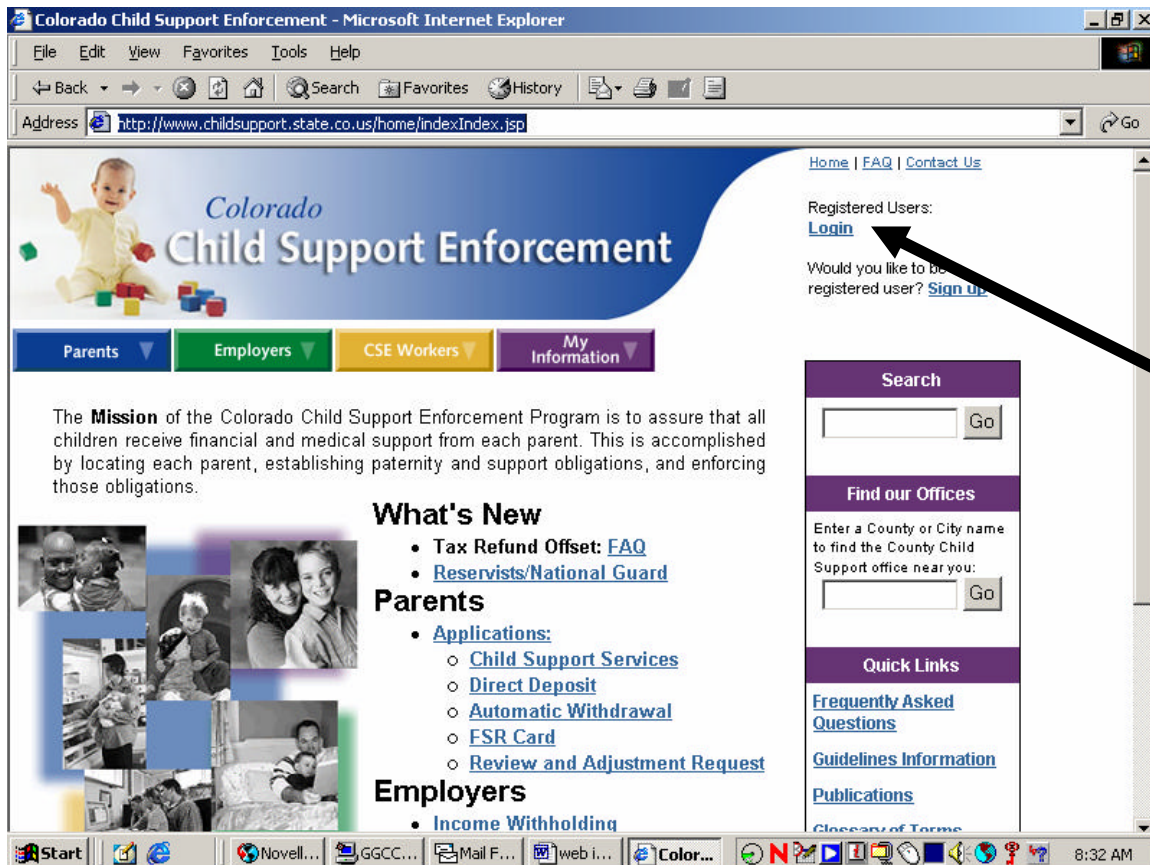 Colorado Child Support Enforcement - Microsoft Internet Explorer
File Edit View Favorites Tools Help
Back Search Favorites History
Address http://www.childsupport.state.co.us/home/indexIndex.jsp Go
Home | FAQ | Contact Us
Colorado
Child Support Enforcement
Registered Users:
Login
Would you like to be
registered user? Sign up
Parents Employers CSE Workers My Information
The Mission of the Colorado Child Support Enforcement Program is to assure that all
children receive financial and medical support from each parent. This is accomplished
by locating each parent, establishing paternity and support obligations, and enforcing
those obligations.
What's New
• Tax Refund Offset: FAQ
• Reservists/National Guard
Parents
• Applications:
○ Child Support Services
○ Direct Deposit
○ Automatic Withdrawal
○ FSR Card
○ Review and Adjustment Request
Employers
• Income Withholding
Search
Go
Find our Offices
Enter a County or City name
to find the County Child
Support office near you:
Go
Quick Links
Frequently Asked
Questions
Guidelines Information
Publications
Glossary of Terms
Start Novell... GGCC... Mail F... web i... Color... N 8:32 AM